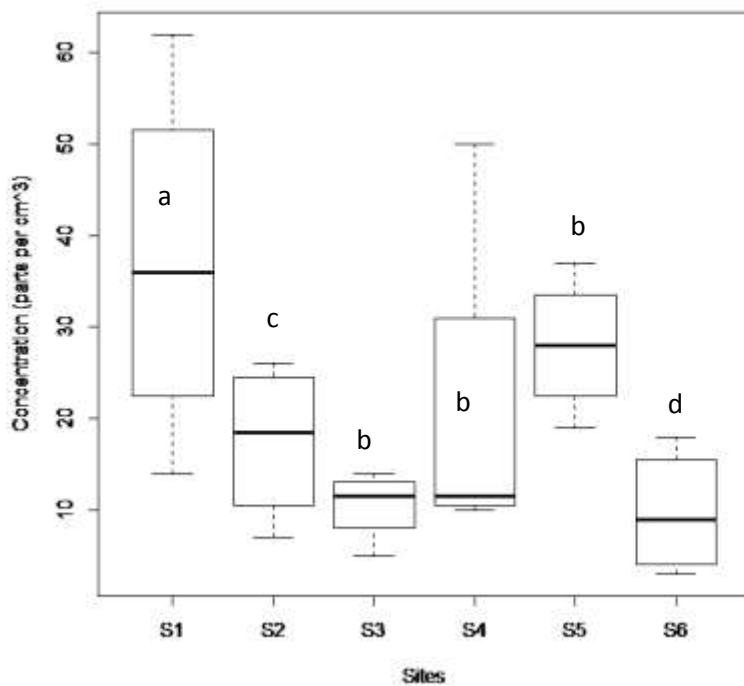 Concentration (parts per cm^3)
60
50
40
30
20
10
a
c
b
b
b
d
S1 S2 S3 S4 S5 S6
Sites